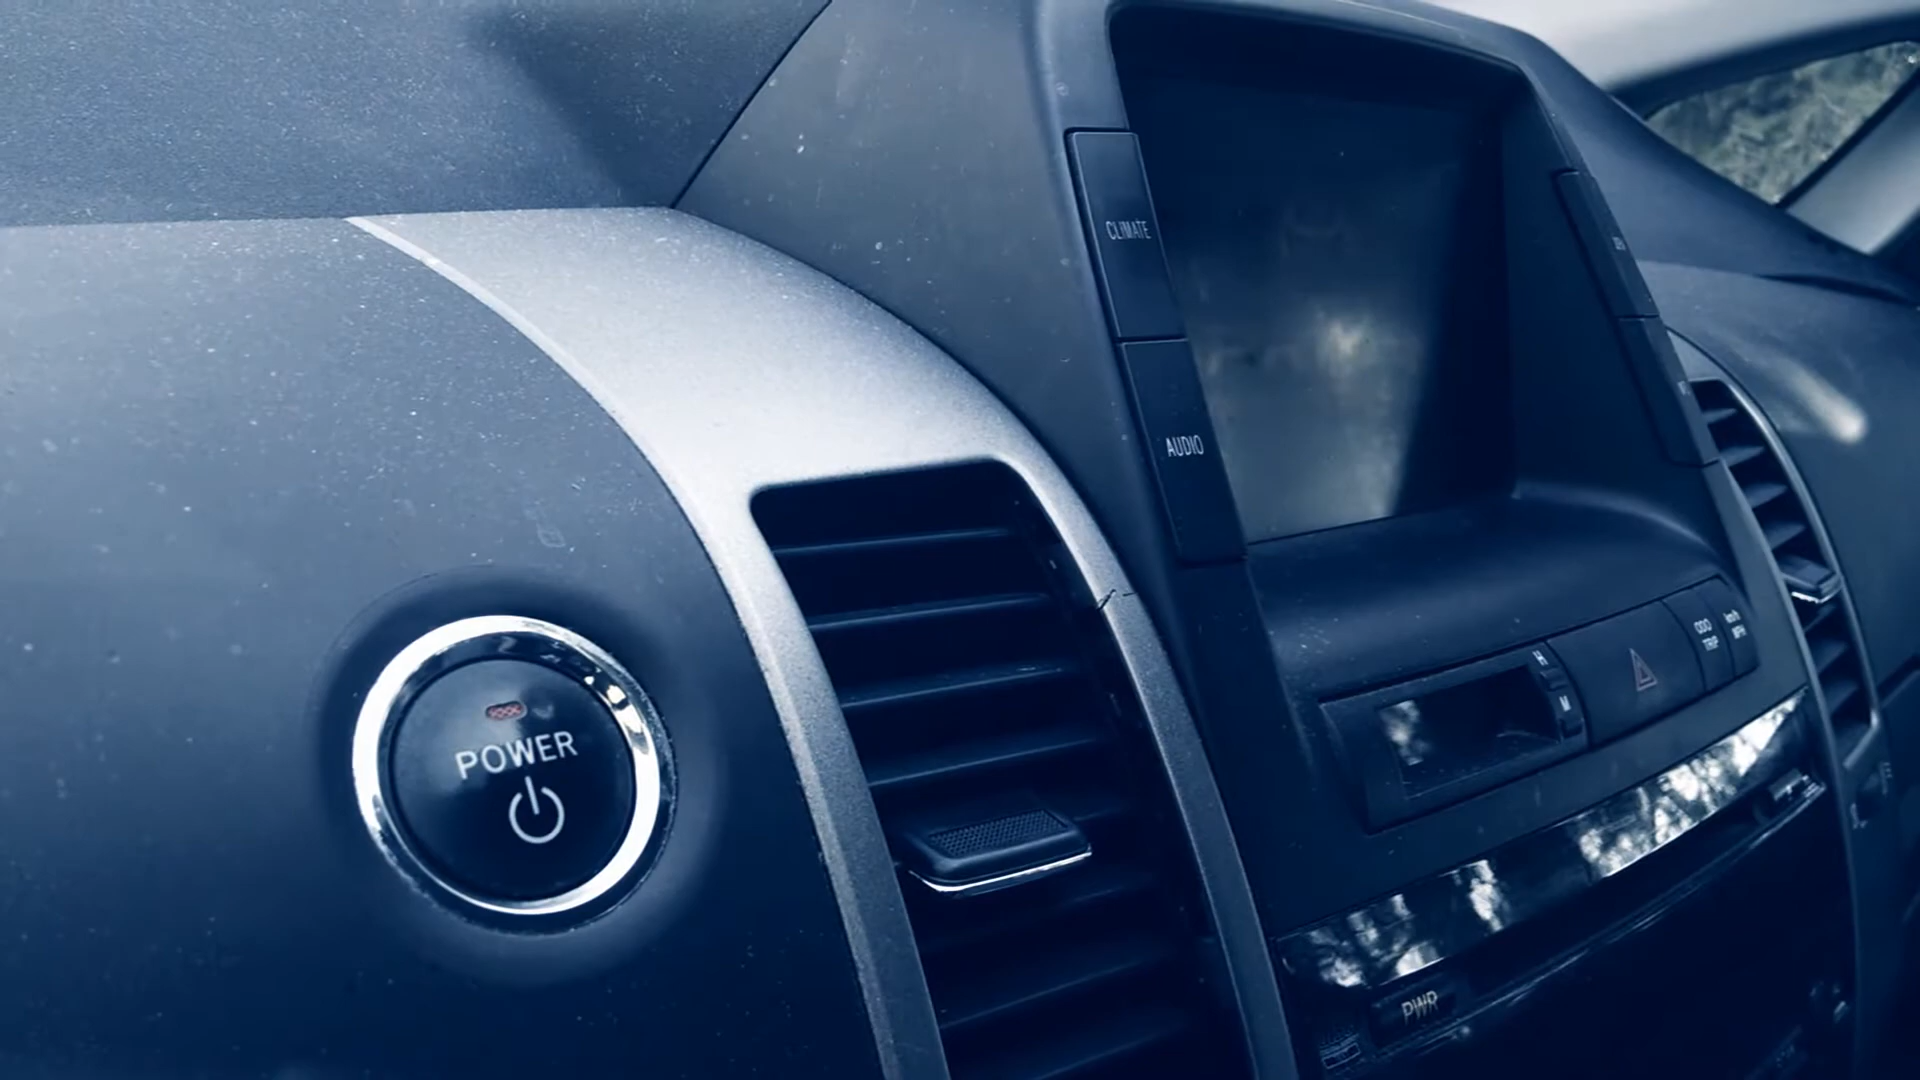 CLIMATE
AUDIO
POWER
H
M
ODO
TRIP
km/h
MPH
PWR